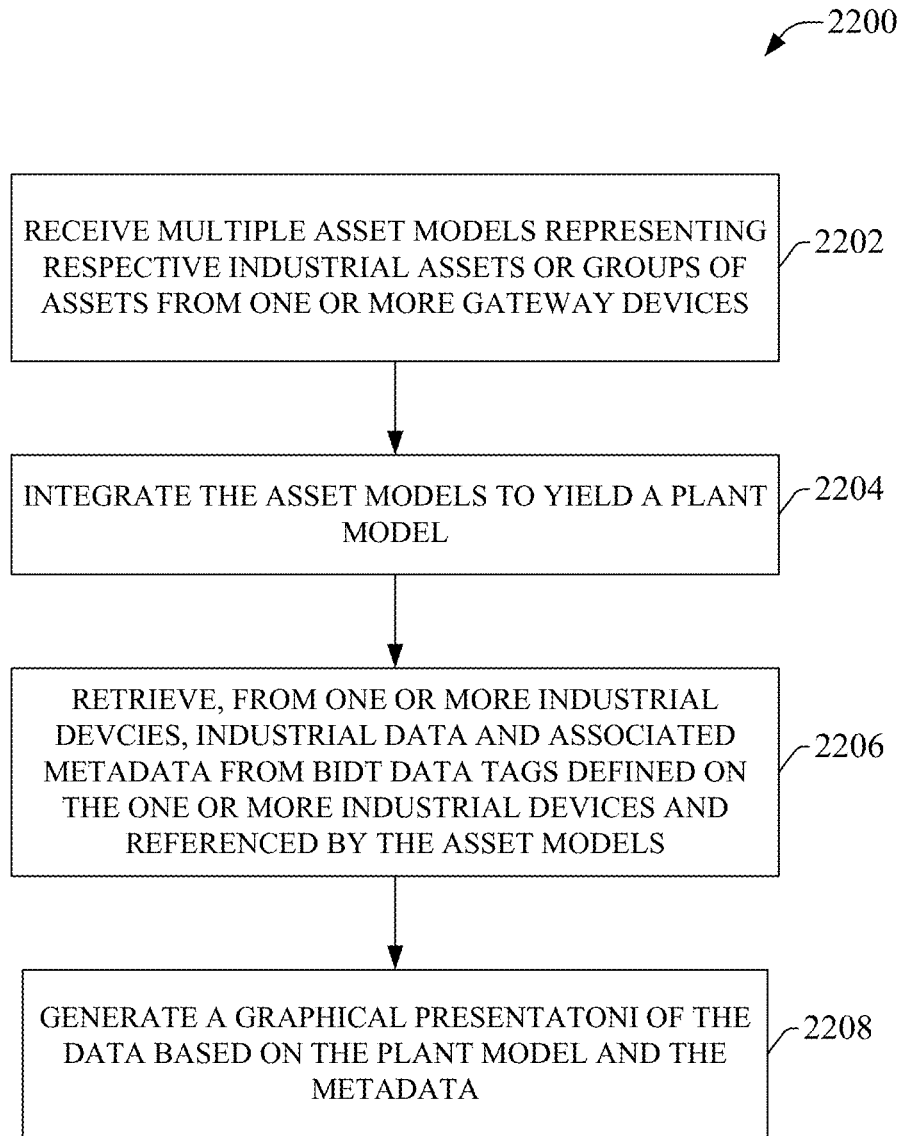 2200
RECEIVE MULTIPLE ASSET MODELS REPRESENTING
RESPECTIVE INDUSTRIAL ASSETS OR GROUPS OF
ASSETS FROM ONE OR MORE GATEWAY DEVICES
2202
INTEGRATE THE ASSET MODELS TO YIELD A PLANT
MODEL
2204
RETRIEVE, FROM ONE OR MORE INDUSTRIAL
DEVCIES, INDUSTRIAL DATA AND ASSOCIATED
METADATA FROM BIDT DATA TAGS DEFINED ON
THE ONE OR MORE INDUSTRIAL DEVICES AND
REFERENCED BY THE ASSET MODELS
2206
GENERATE A GRAPHICAL PRESENTATONI OF THE
DATA BASED ON THE PLANT MODEL AND THE
METADATA
2208